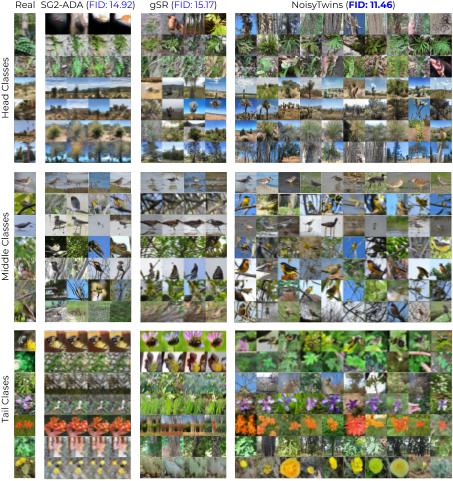 Real SG2-ADA (FID: 14.92) gSR (FID: 15.17) NoisyTwins (FID: 11.46)
Head Classes
Middle Classes
Tail Clases